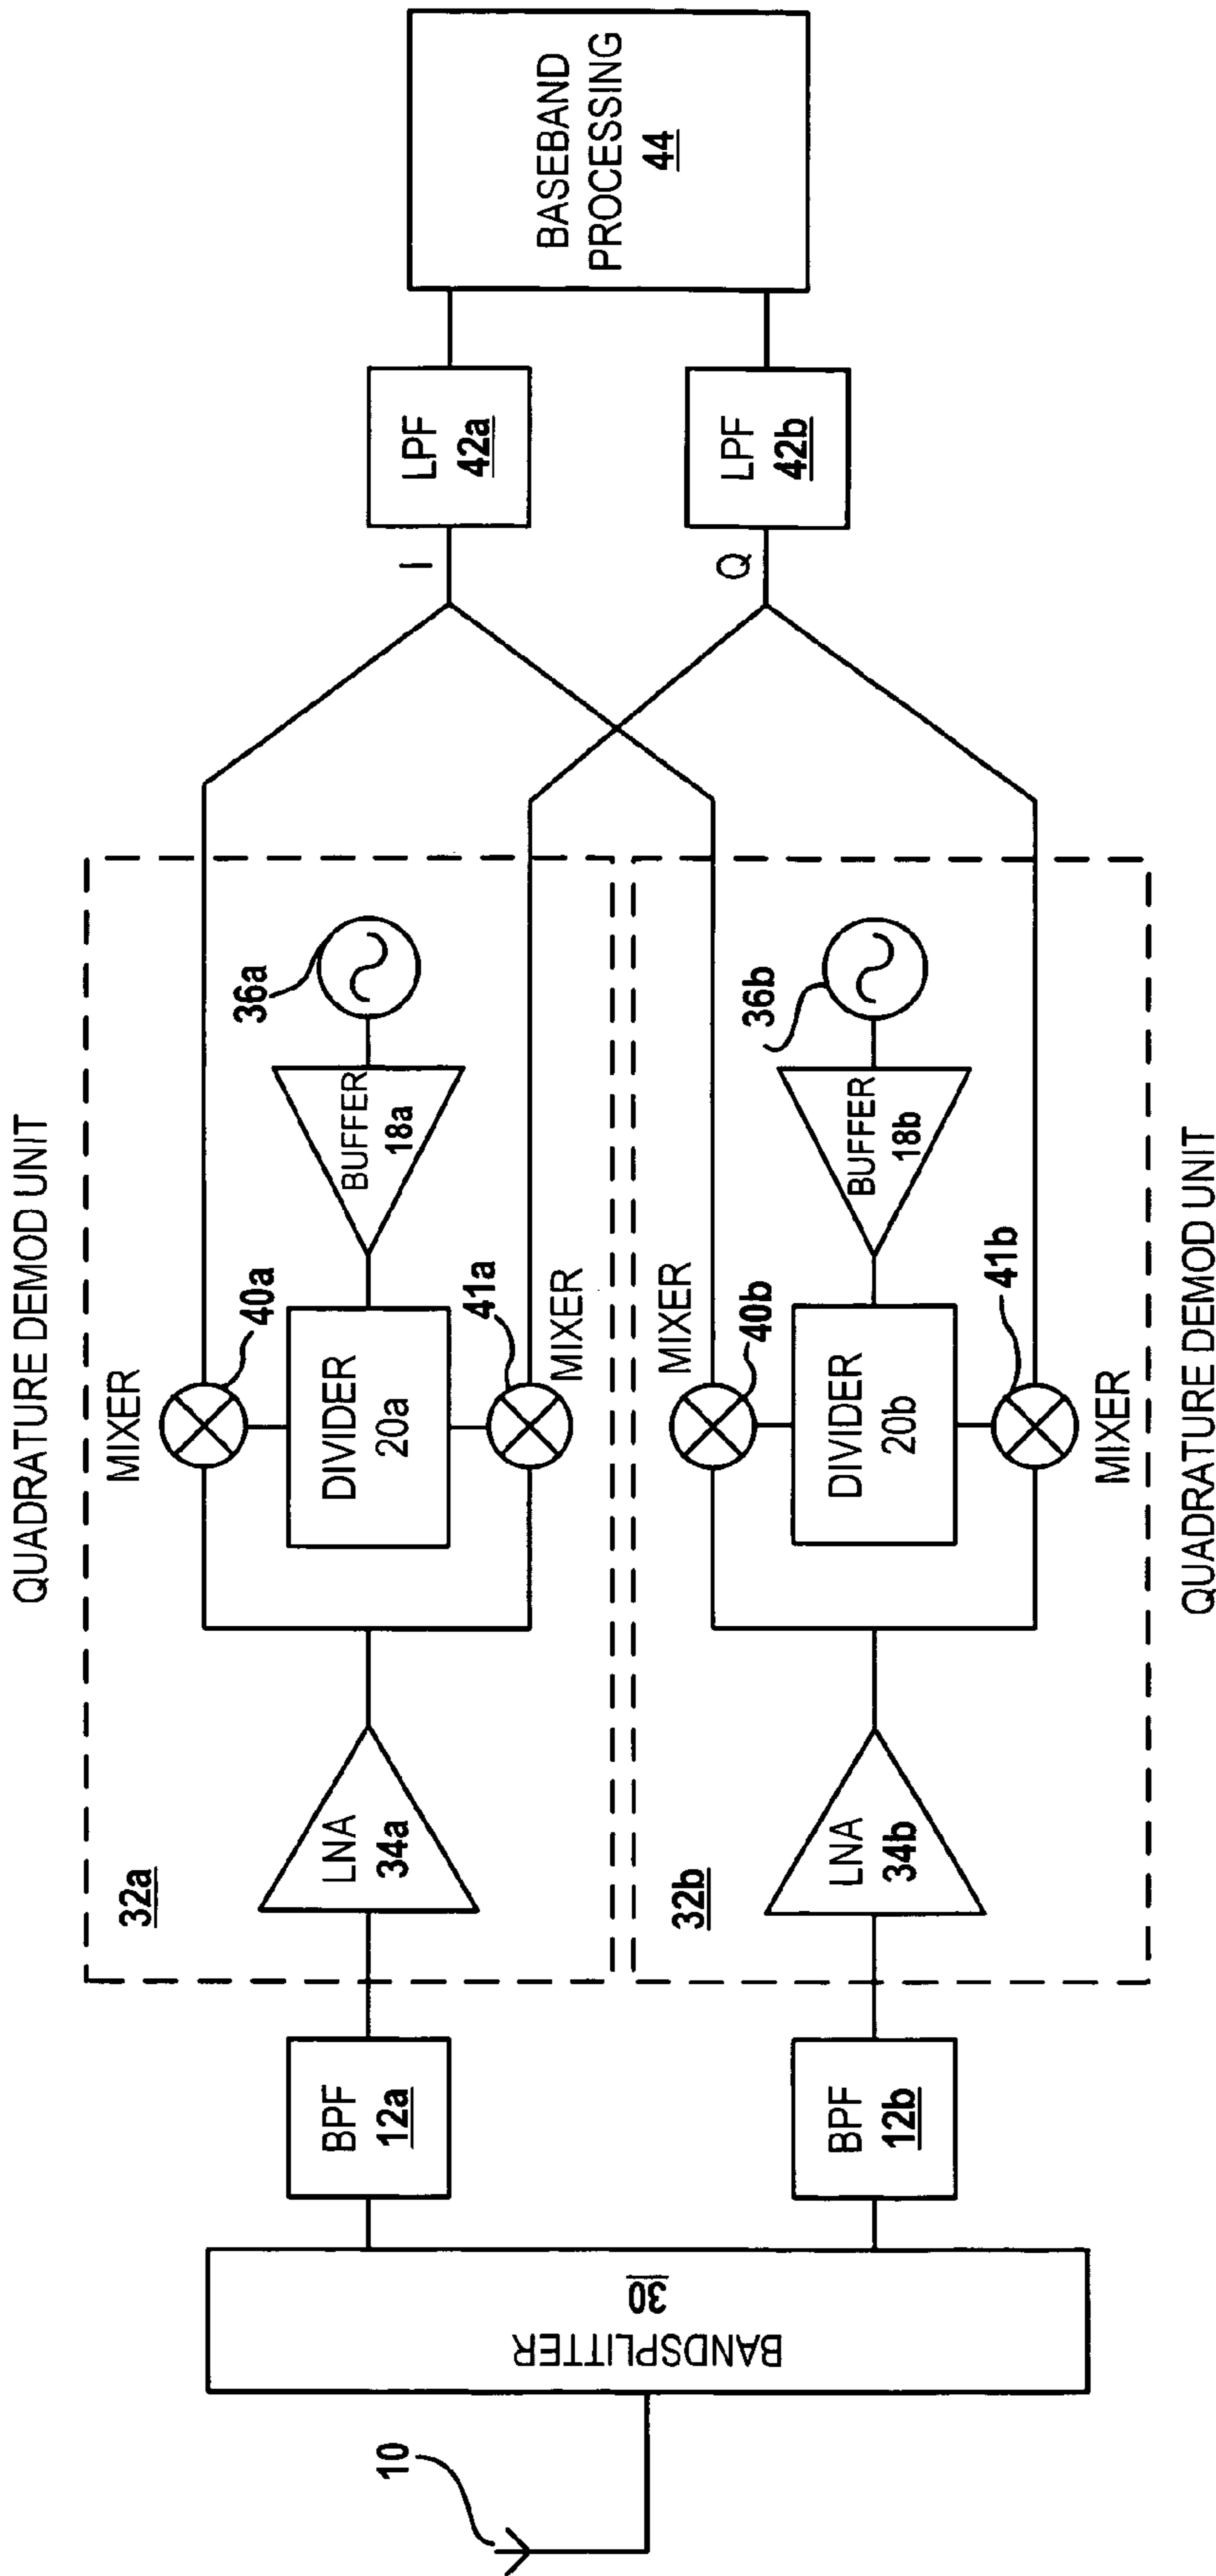 QUADRATURE DEMOD UNIT
10
BANDSPLITTER
30
BPF
12a
32a
LNA
34a
MIXER
40a
DIVIDER
20a
41a
MIXER
BUFFER
18a
36a
BPF
12b
32b
LNA
34b
MIXER
40b
DIVIDER
20b
41b
MIXER
BUFFER
18b
36b
I
LPF
42a
Q
LPF
42b
BASEBAND
PROCESSING
44
QUADRATURE DEMOD UNIT